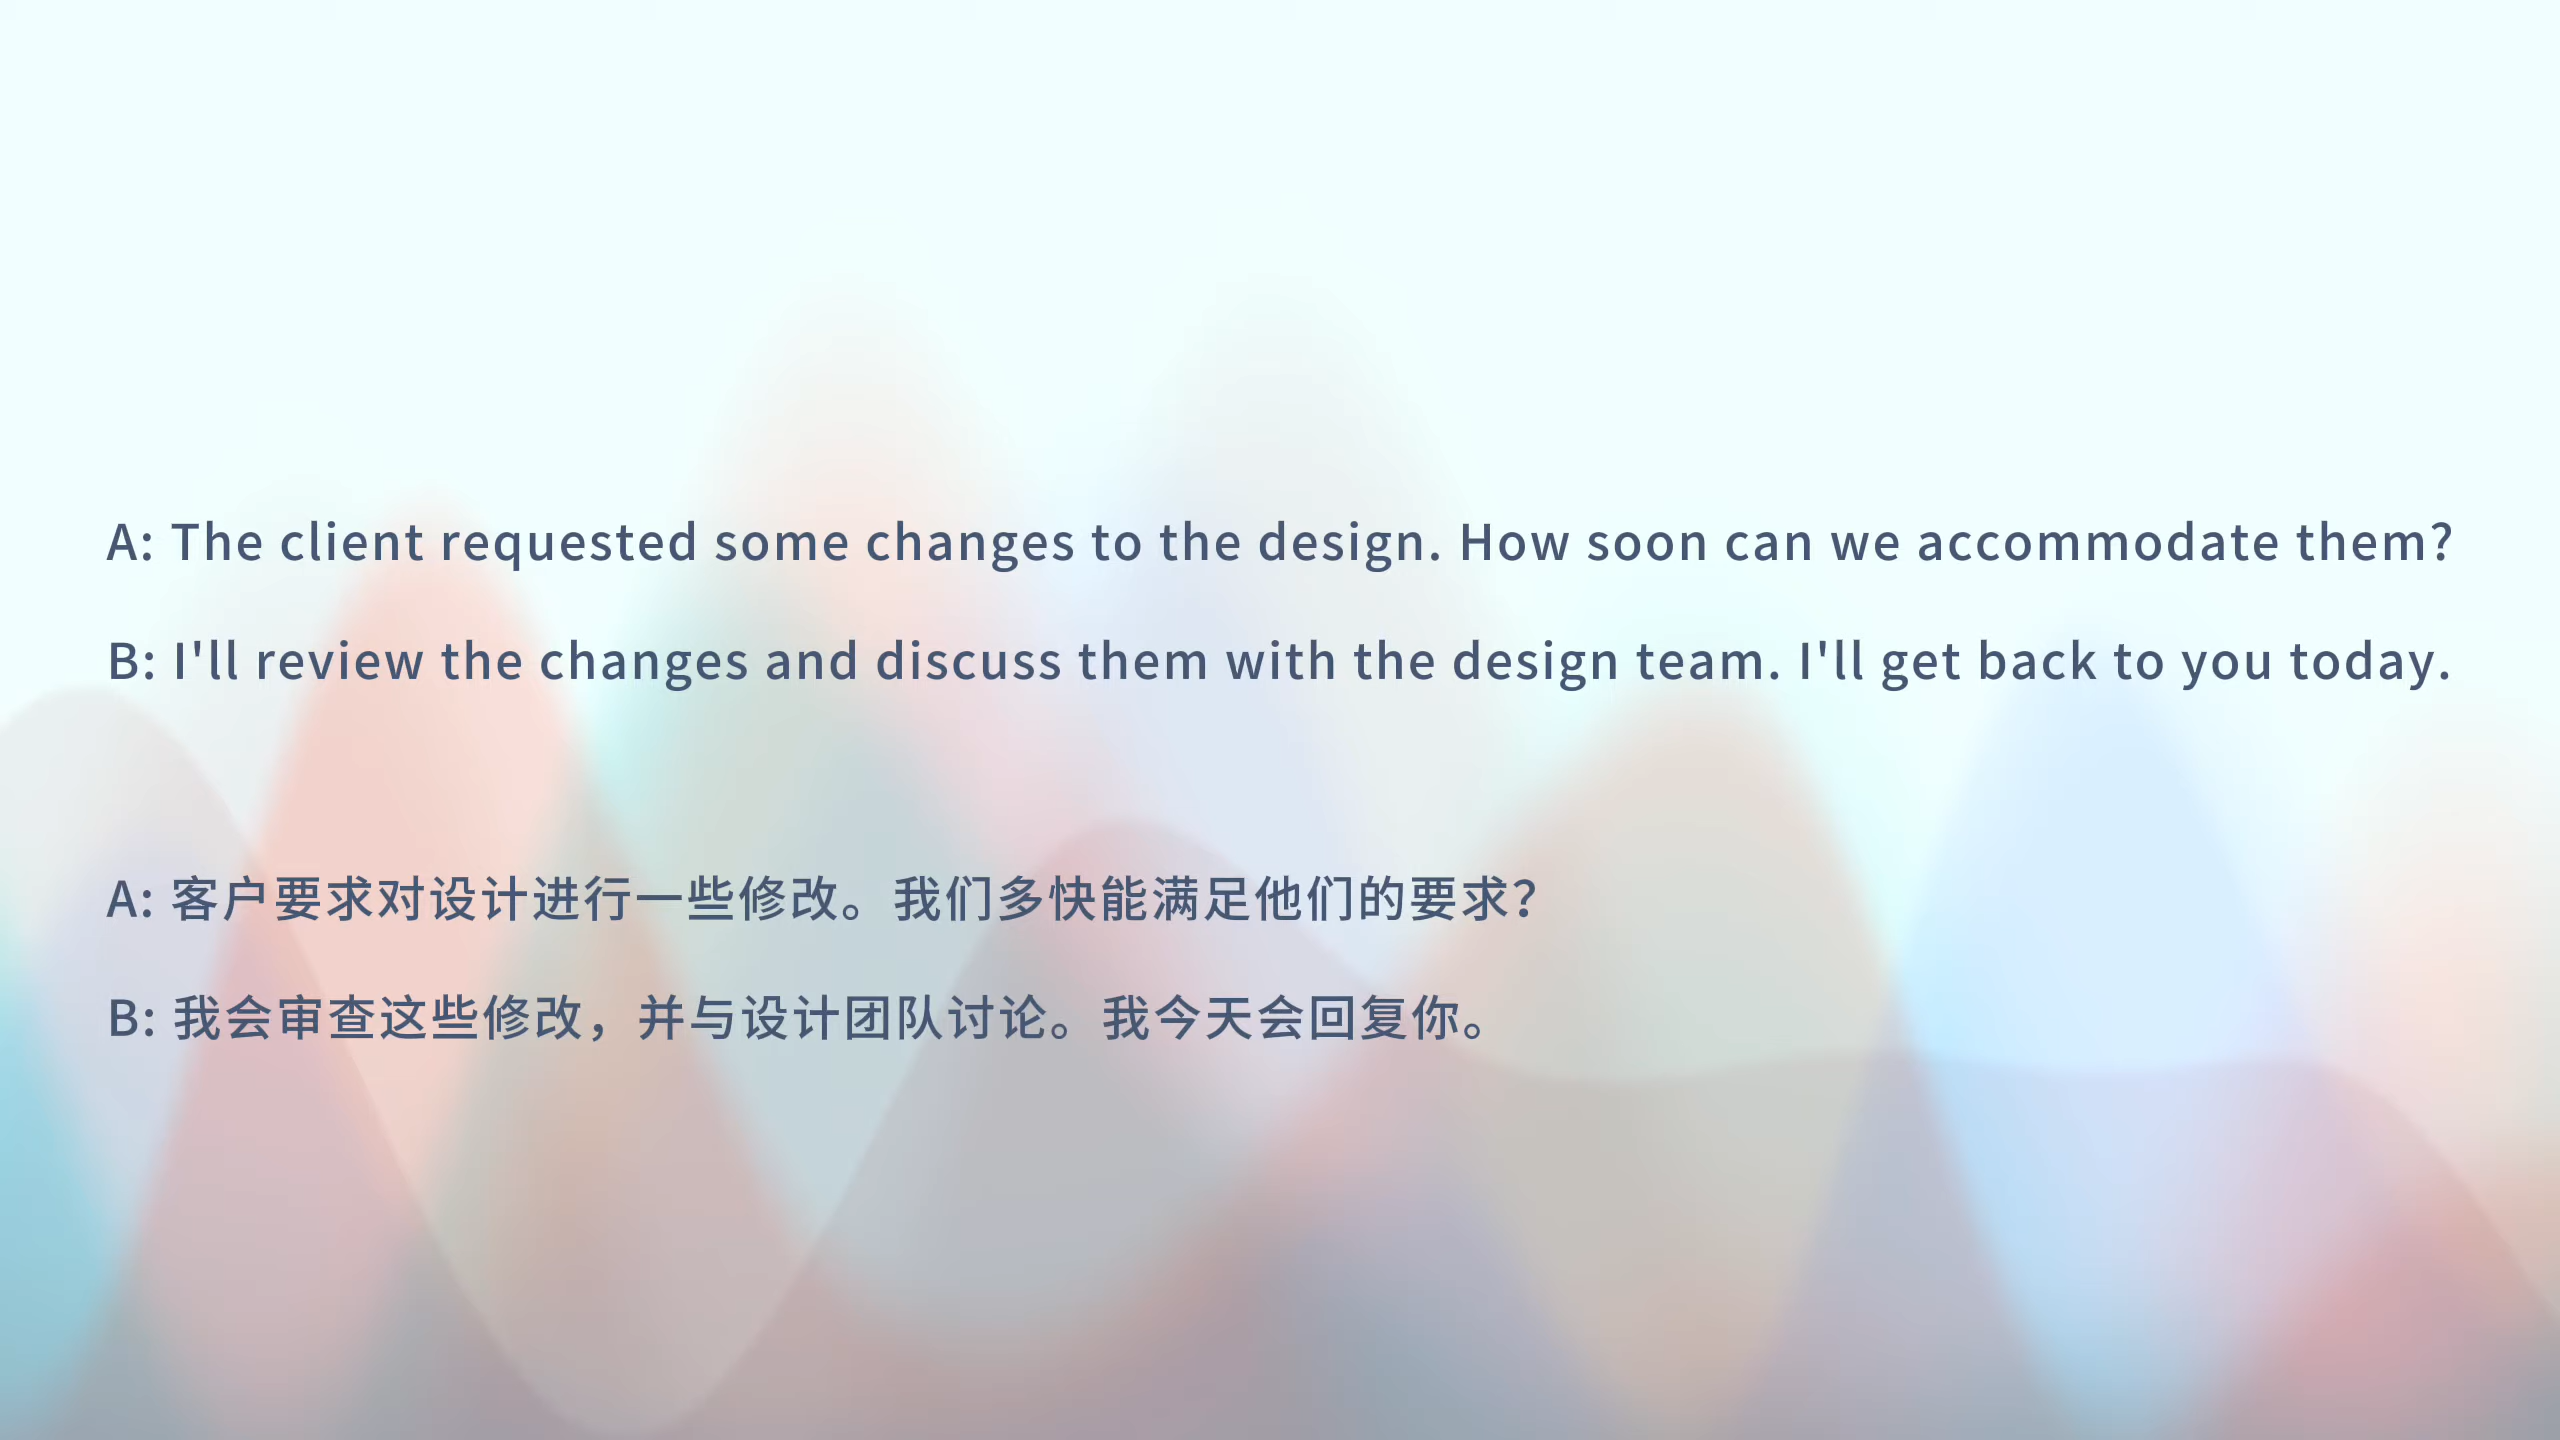 A: The client requested some changes to the design. How soon can we accommodate them?
B: I'll review the changes and discuss them with the design team. I'll get back to you today.
A: 客户要求对设计进行一些修改。我们多快能满足他们的要求?
B: 我会审查这些修改，并与设计团队讨论。我今天会回复你。